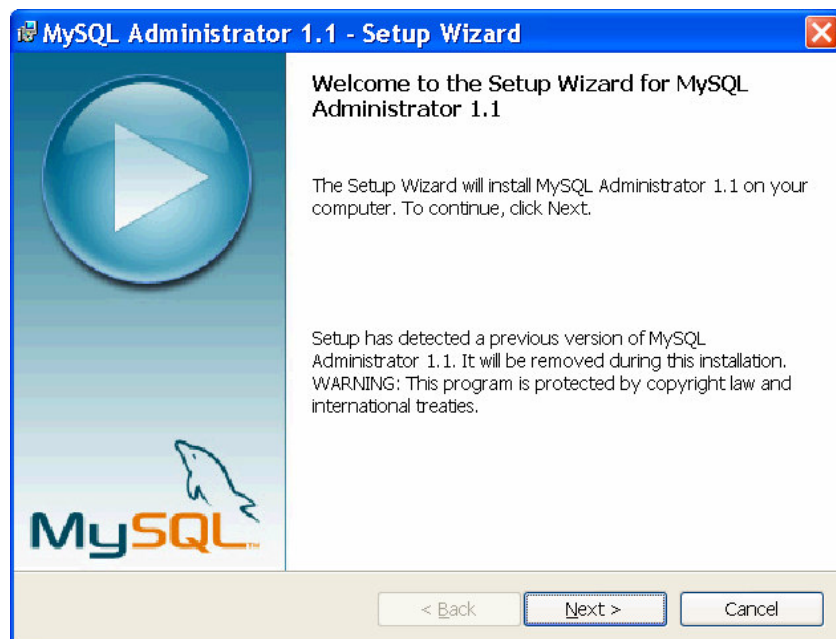 MySQL Administrator 1.1 - Setup Wizard
Welcome to the Setup Wizard for MySQL
Administrator 1.1
The Setup Wizard will install MySQL Administrator 1.1 on your
computer. To continue, click Next.
Setup has detected a previous version of MySQL
Administrator 1.1. It will be removed during this installation.
WARNING: This program is protected by copyright law and
international treaties.
MySQL™
< Back
Next >
Cancel